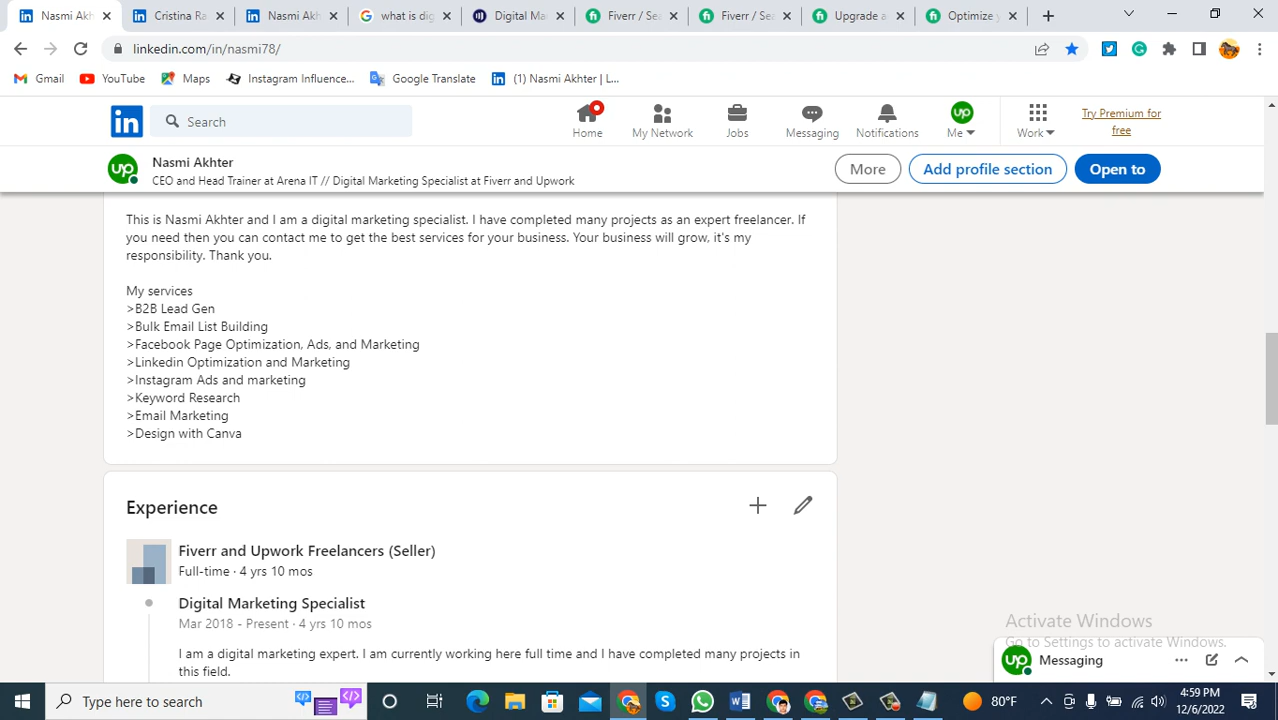 Nasmi Akh
Cristina Ra
Nasmi Akh
what is dig
Digital Mar
Fiverr / Sea
Fiverr / Sea
Upgrade a
Optimize y
linkedin.com/in/nasmi78/
Gmail
YouTube
Maps
Instagram Influence...
Google Translate
(1) Nasmi Akhter | L...
in
Search
Home
My Network
Jobs
Messaging
Notifications
Me
Work
Try Premium for
free
up
Nasmi Akhter
CEO and Head Trainer at Arena IT // Digital Marketing Specialist at Fiverr and Upwork
More
Add profile section
Open to
This is Nasmi Akhter and I am a digital marketing specialist. I have completed many projects as an expert freelancer. If
you need then you can contact me to get the best services for your business. Your business will grow, it's my
responsibility. Thank you.
My services
>B2B Lead Gen
>Bulk Email List Building
>Facebook Page Optimization, Ads, and Marketing
>Linkedin Optimization and Marketing
>Instagram Ads and marketing
>Keyword Research
>Email Marketing
>Design with Canva
Experience
Fiverr and Upwork Freelancers (Seller)
Full-time · 4 yrs 10 mos
Digital Marketing Specialist
Mar 2018 - Present · 4 yrs 10 mos
I am a digital marketing expert. I am currently working here full time and I have completed many projects in
this field.
Activate Windows
Go to Settings to activate Windows.
up
Messaging
Type here to search
80°F
4:59 PM
12/6/2022